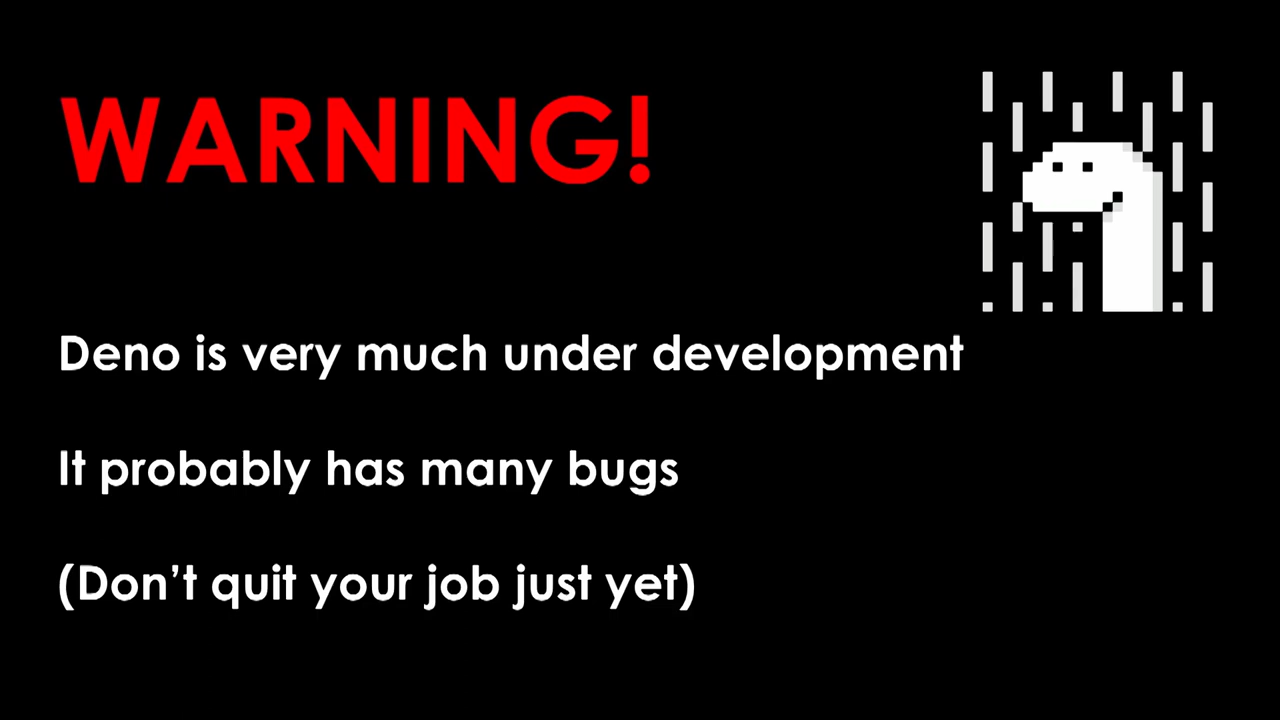 WARNING!
Deno is very much under development
It probably has many bugs
(Don’t quit your job just yet)